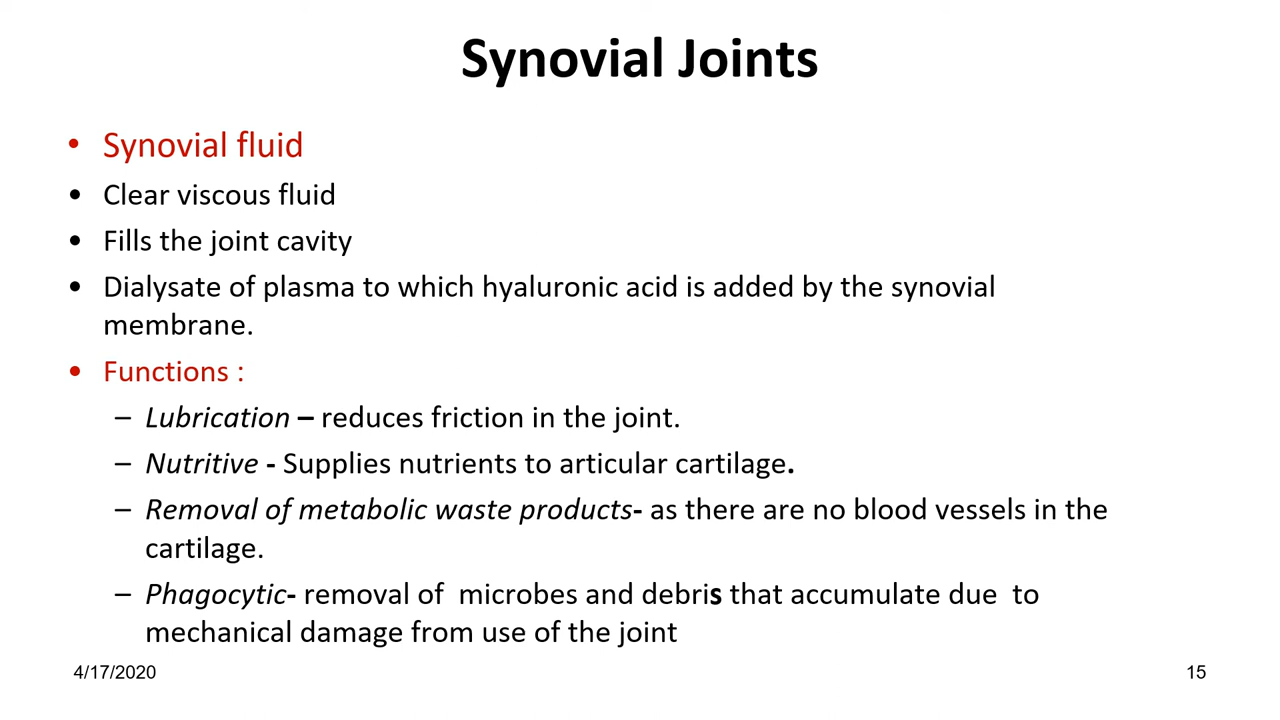 Synovial Joints
• Synovial fluid
• Clear viscous fluid
• Fills the joint cavity
• Dialysate of plasma to which hyaluronic acid is added by the synovial
membrane.
• Functions :
– Lubrication – reduces friction in the joint.
– Nutritive - Supplies nutrients to articular cartilage.
– Removal of metabolic waste products- as there are no blood vessels in the
cartilage.
– Phagocytic- removal of  microbes and debris that accumulate due  to
mechanical damage from use of the joint
4/17/2020
15